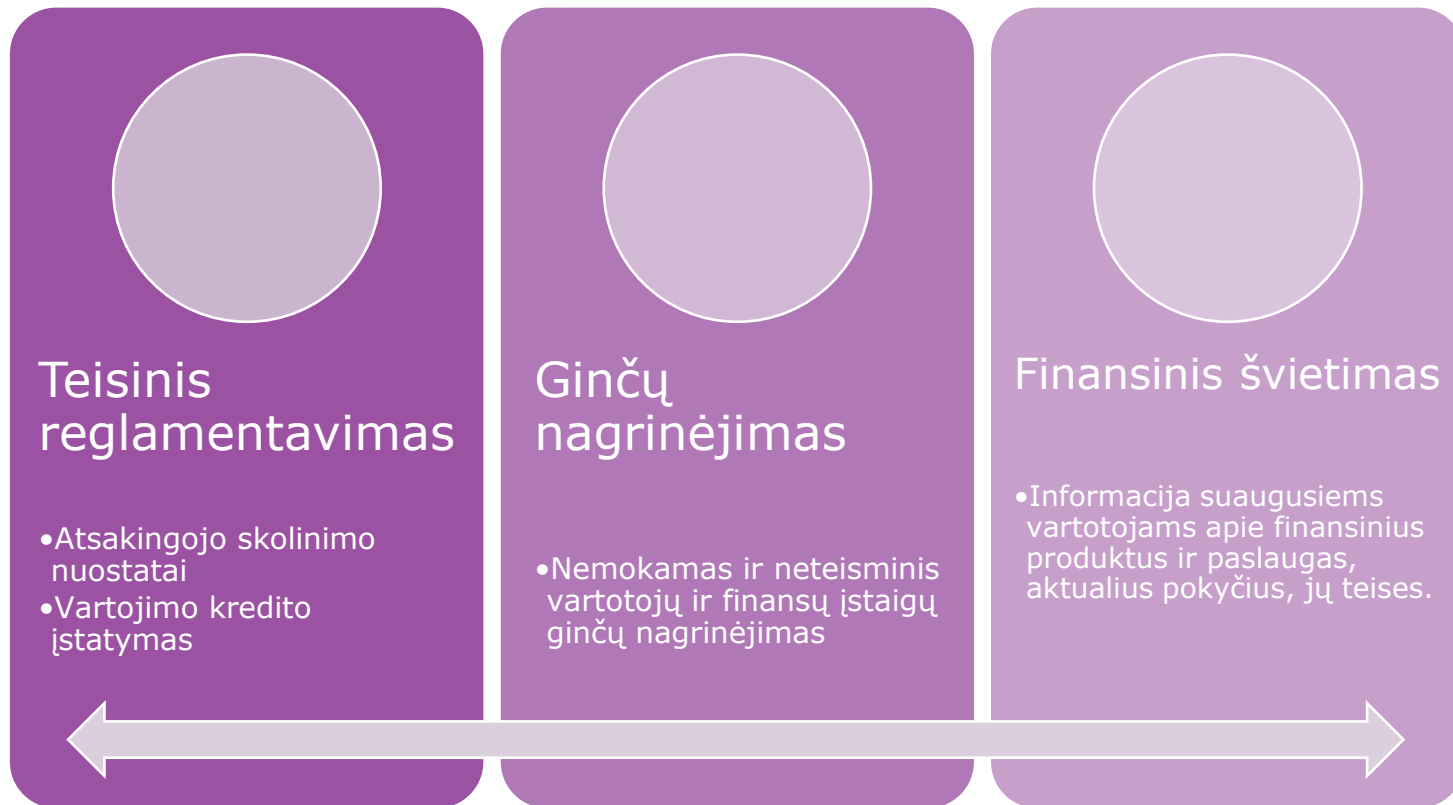 Teisinis
reglamentavimas
•Atsakingojo skolinimo
nuostatai
•Vartojimo kredito
įstatymas
Ginčų
nagrinėjimas
•Nemokamas ir neteisminis
vartotojų ir finansų įstaigų
ginčų nagrinėjimas
Finansinis švietimas
•Informacija suaugusiems
vartotojams apie finansinius
produktus ir paslaugas,
aktualius pokyčius, jų teises.